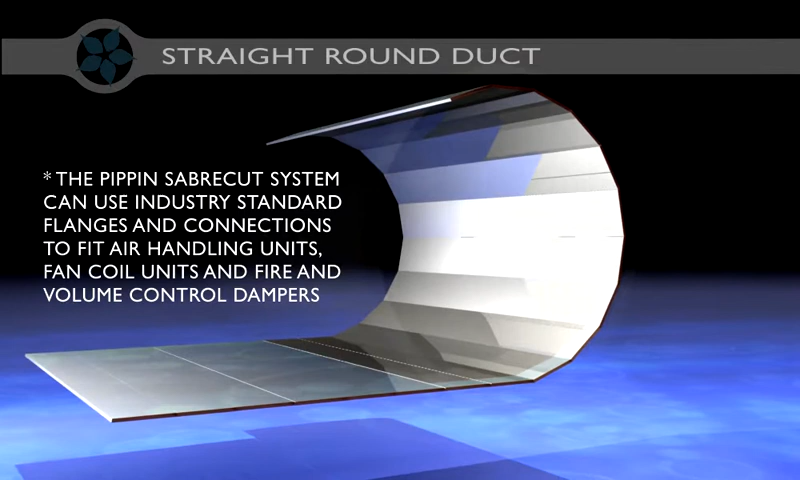 STRAIGHT ROUND DUCT
* THE PIPPIN SABRECUT SYSTEM
CAN USE INDUSTRY STANDARD
FLANGES AND CONNECTIONS
TO FIT AIR HANDLING UNITS,
FAN COIL UNITS AND FIRE AND
VOLUME CONTROL DAMPERS